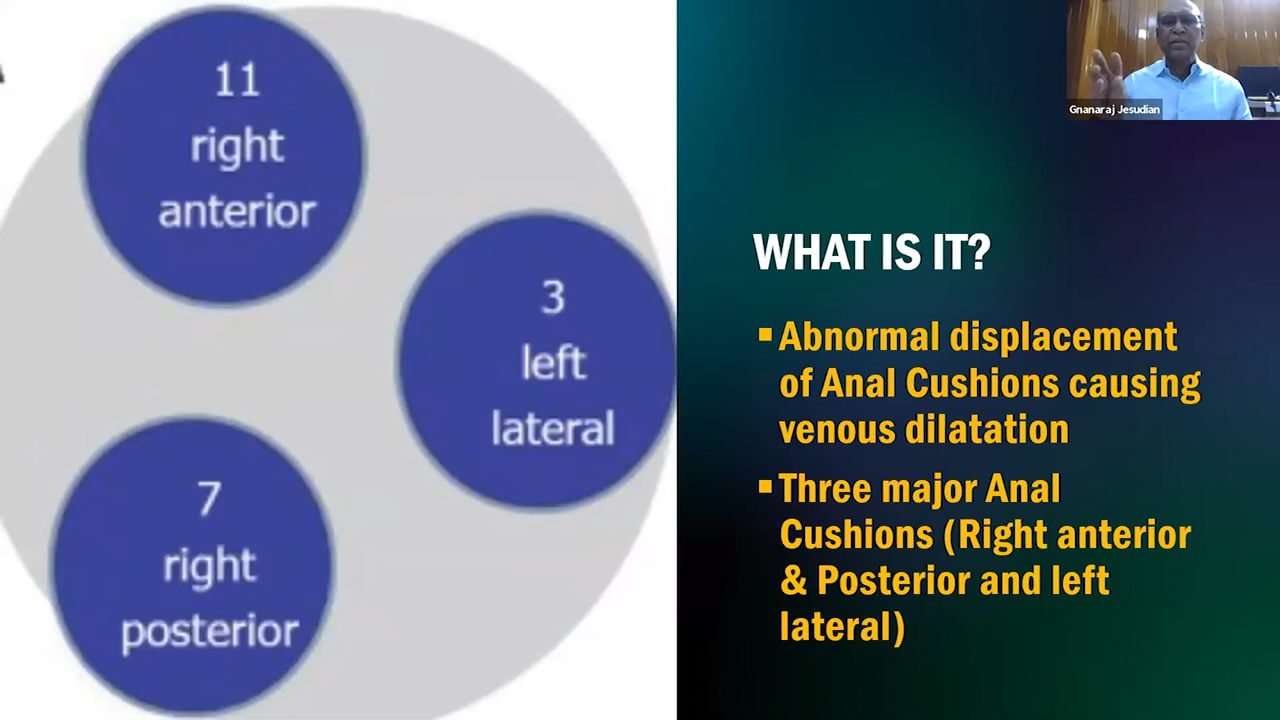 11
right
anterior
3
left
lateral
7
right
posterior
Gnanaraj Jesudian
WHAT IS IT?
▪Abnormal displacement
of Anal Cushions causing
venous dilatation
▪Three major Anal
Cushions (Right anterior
& Posterior and left
lateral)